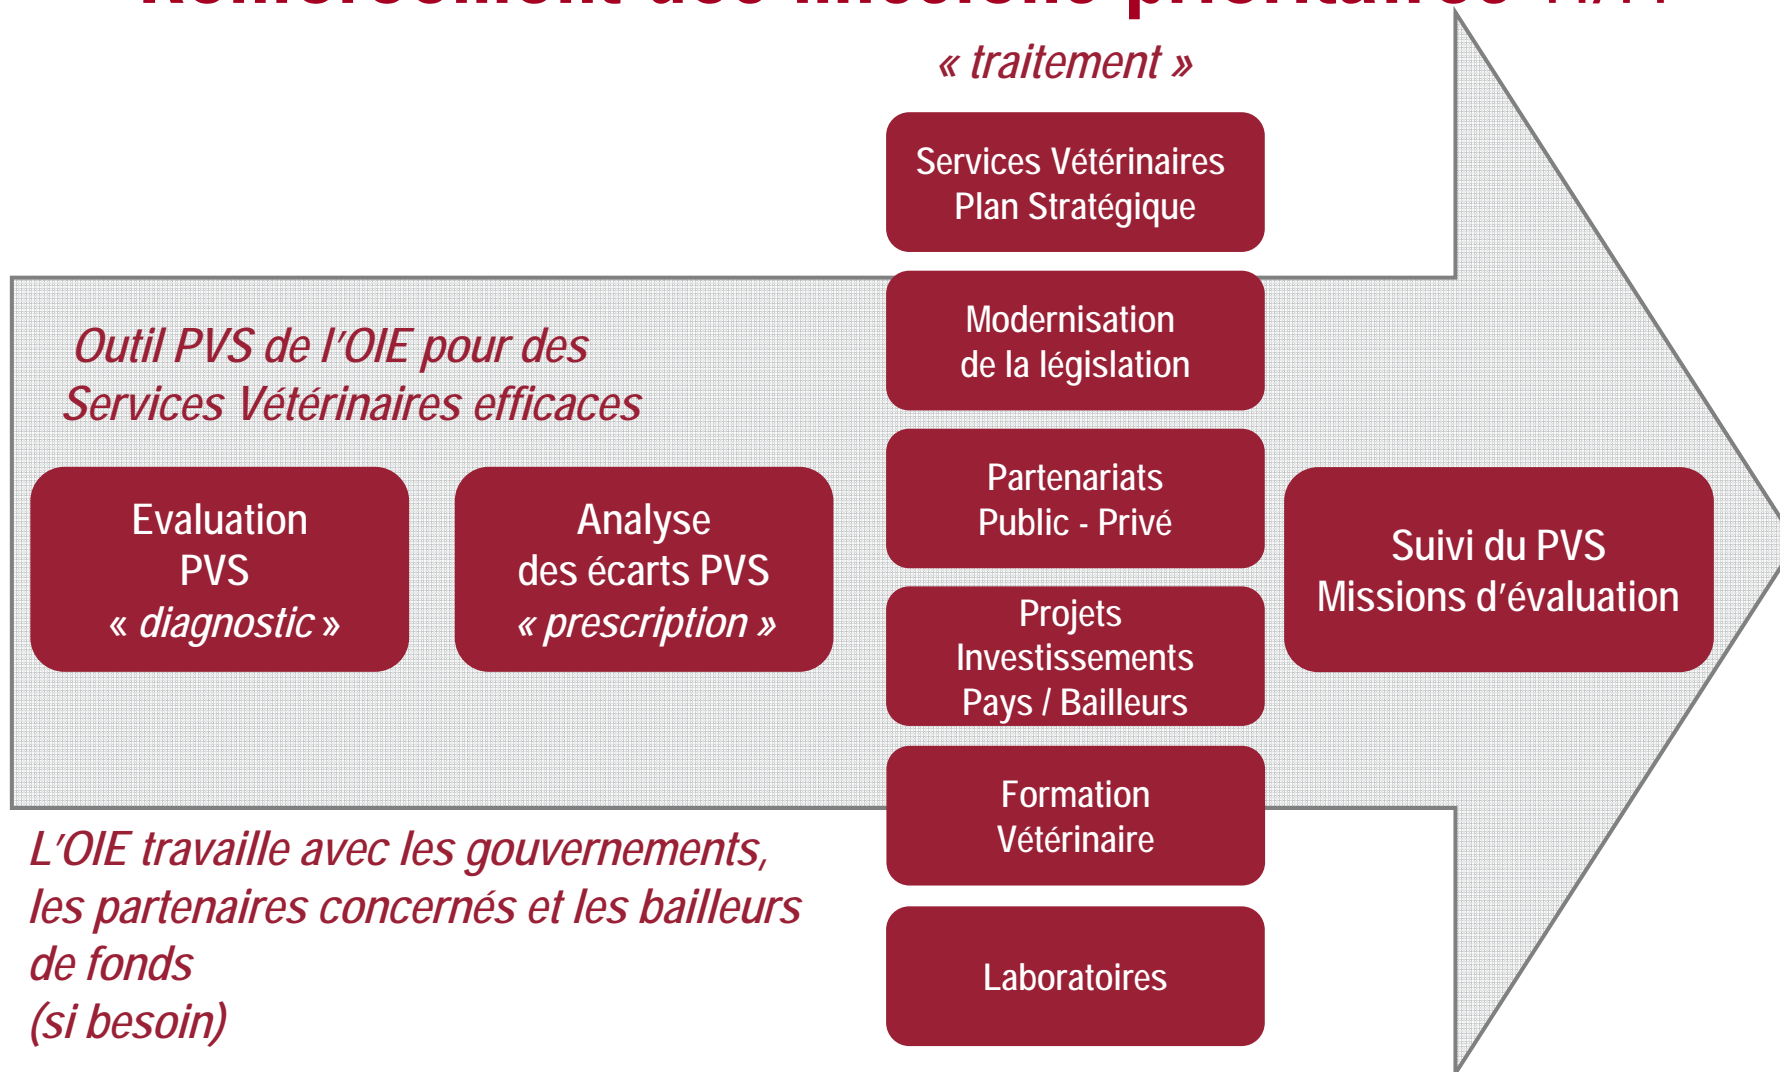 missions prioritaires
« traitement »
Services Vétérinaires
Plan Stratégique
Modernisation
de la législation
Outil PVS de l'OIE pour des
Services Vétérinaires efficaces
Evaluation
PVS
« diagnostic »
Analyse
des écarts PVS
« prescription »
Partenariats
Public - Privé
Projets
Investissements
Pays / Bailleurs
Formation
Vétérinaire
Laboratoires
Suivi du PVS
Missions d'évaluation
L'OIE travaille avec les gouvernements,
les partenaires concernés et les bailleurs
de fonds
(si besoin)